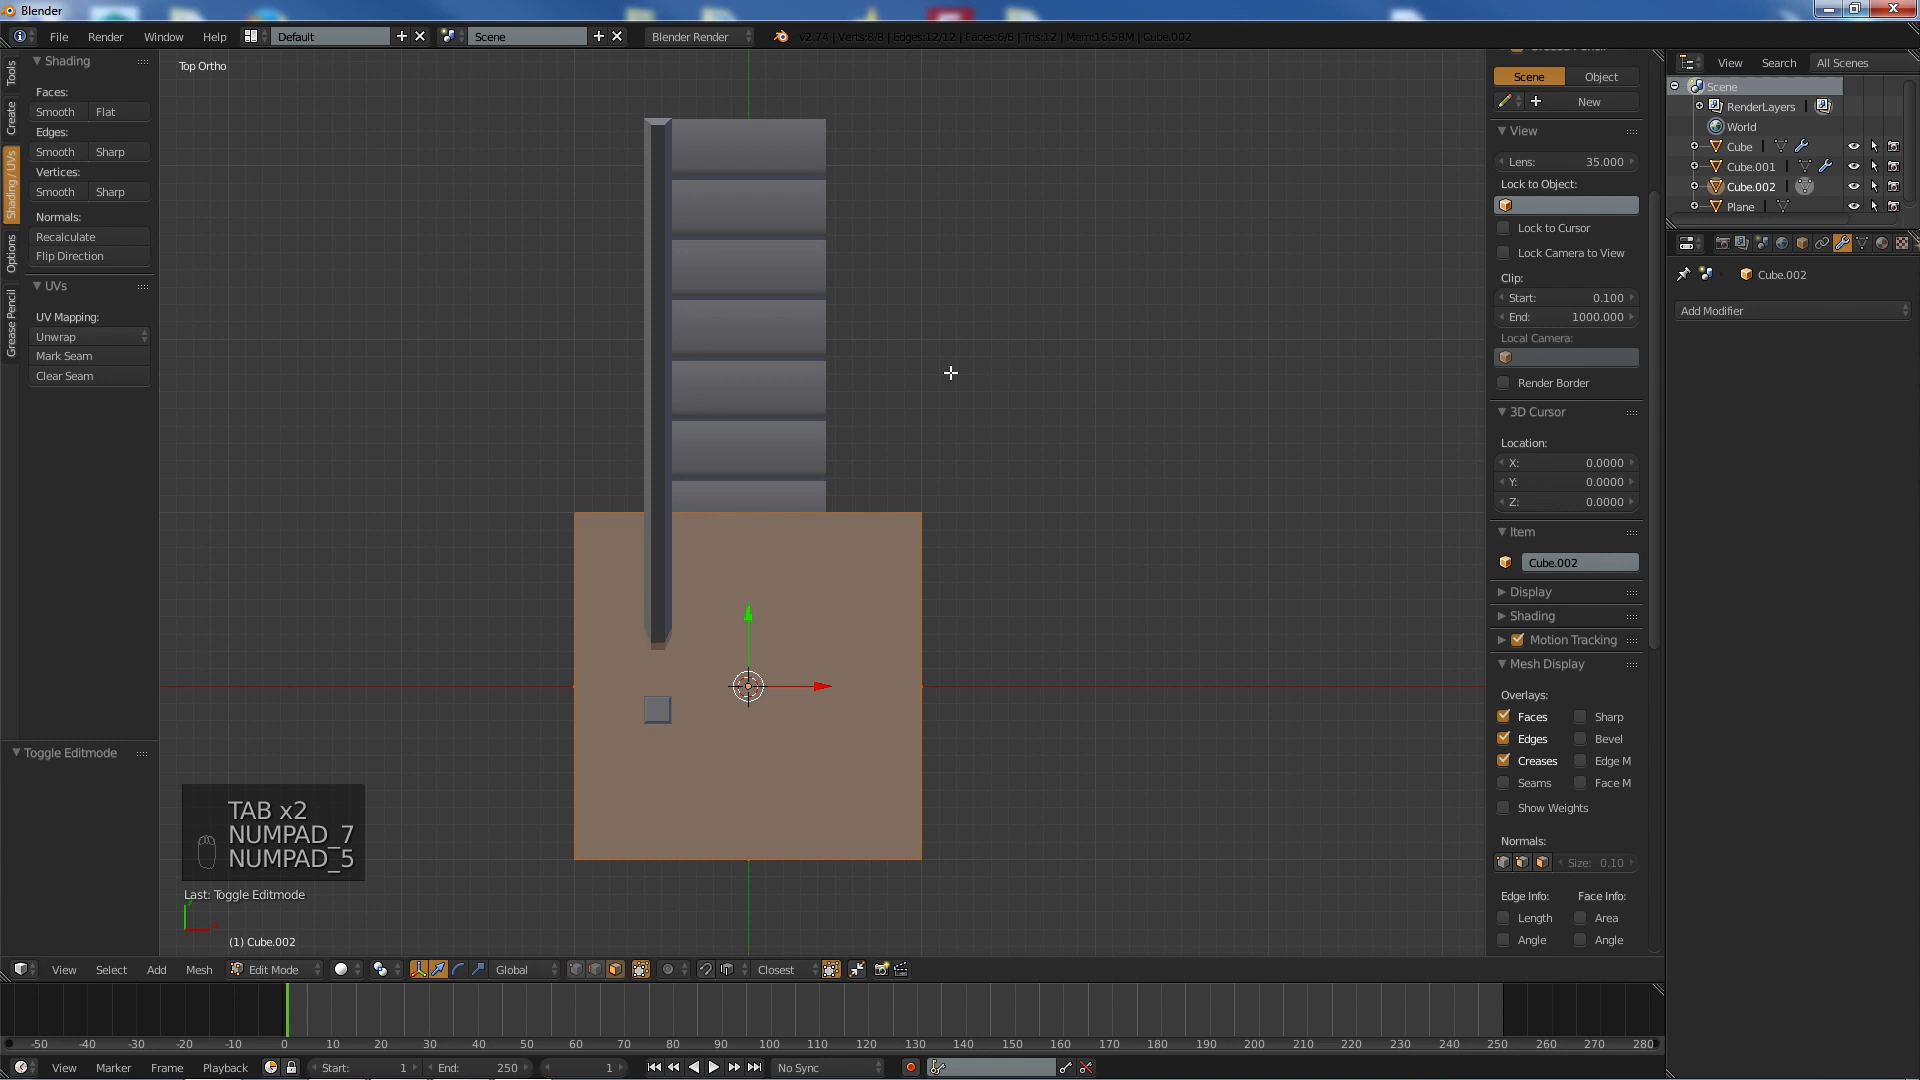 Blender
File Render Window Help Default Scene Blender Render v2.74 | Verts:8/8 | Edges:12/12 | Faces:6/6 | Tris:12 | Mem:16.58M | Cube.002
Tools
Create
Shading / UVs
Options
Grease Pencil
Shading
Faces:
Smooth Flat
Edges:
Smooth Sharp
Vertices:
Smooth Sharp
Normals:
Recalculate
Flip Direction
UVs
UV Mapping:
Unwrap
Mark Seam
Clear Seam
Toggle Editmode
Top Ortho
TAB x2
NUMPAD_7
NUMPAD_5
Last: Toggle Editmode
(1) Cube.002
Scene Object
New
View
Lens: 35.000
Lock to Object:
Lock to Cursor
Lock Camera to View
Clip:
Start: 0.100
End: 1000.000
Local Camera:
Render Border
3D Cursor
Location:
X: 0.0000
Y: 0.0000
Z: 0.0000
Item
Cube.002
Display
Shading
Motion Tracking
Mesh Display
Overlays:
Faces Sharp
Edges Bevel
Creases Edge M
Seams Face M
Show Weights
Normals:
Size: 0.10
Edge Info: Face Info:
Length Area
Angle Angle
View Search All Scenes
Scene
RenderLayers
World
Cube
Cube.001
Cube.002
Plane
Cube.002
Add Modifier
View Select Add Mesh Edit Mode Global Closest
-50 -40 -30 -20 -10 0 10 20 30 40 50 60 70 80 90 100 110 120 130 140 150 160 170 180 190 200 210 220 230 240 250 260 270 280
View Marker Frame Playback Start: 1 End: 250 1 No Sync